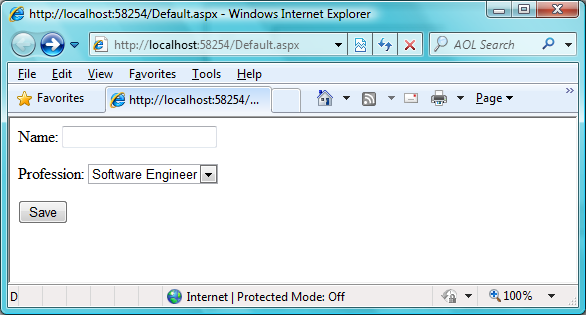 http://localhost:58254/Default.aspx - Windows Internet Explorer
http://localhost:58254/Default.aspx AOL Search
File Edit View Favorites Tools Help
Favorites http://localhost:58254/... Page
Name:
Profession: Software Engineer
Save
D Internet | Protected Mode: Off 100%